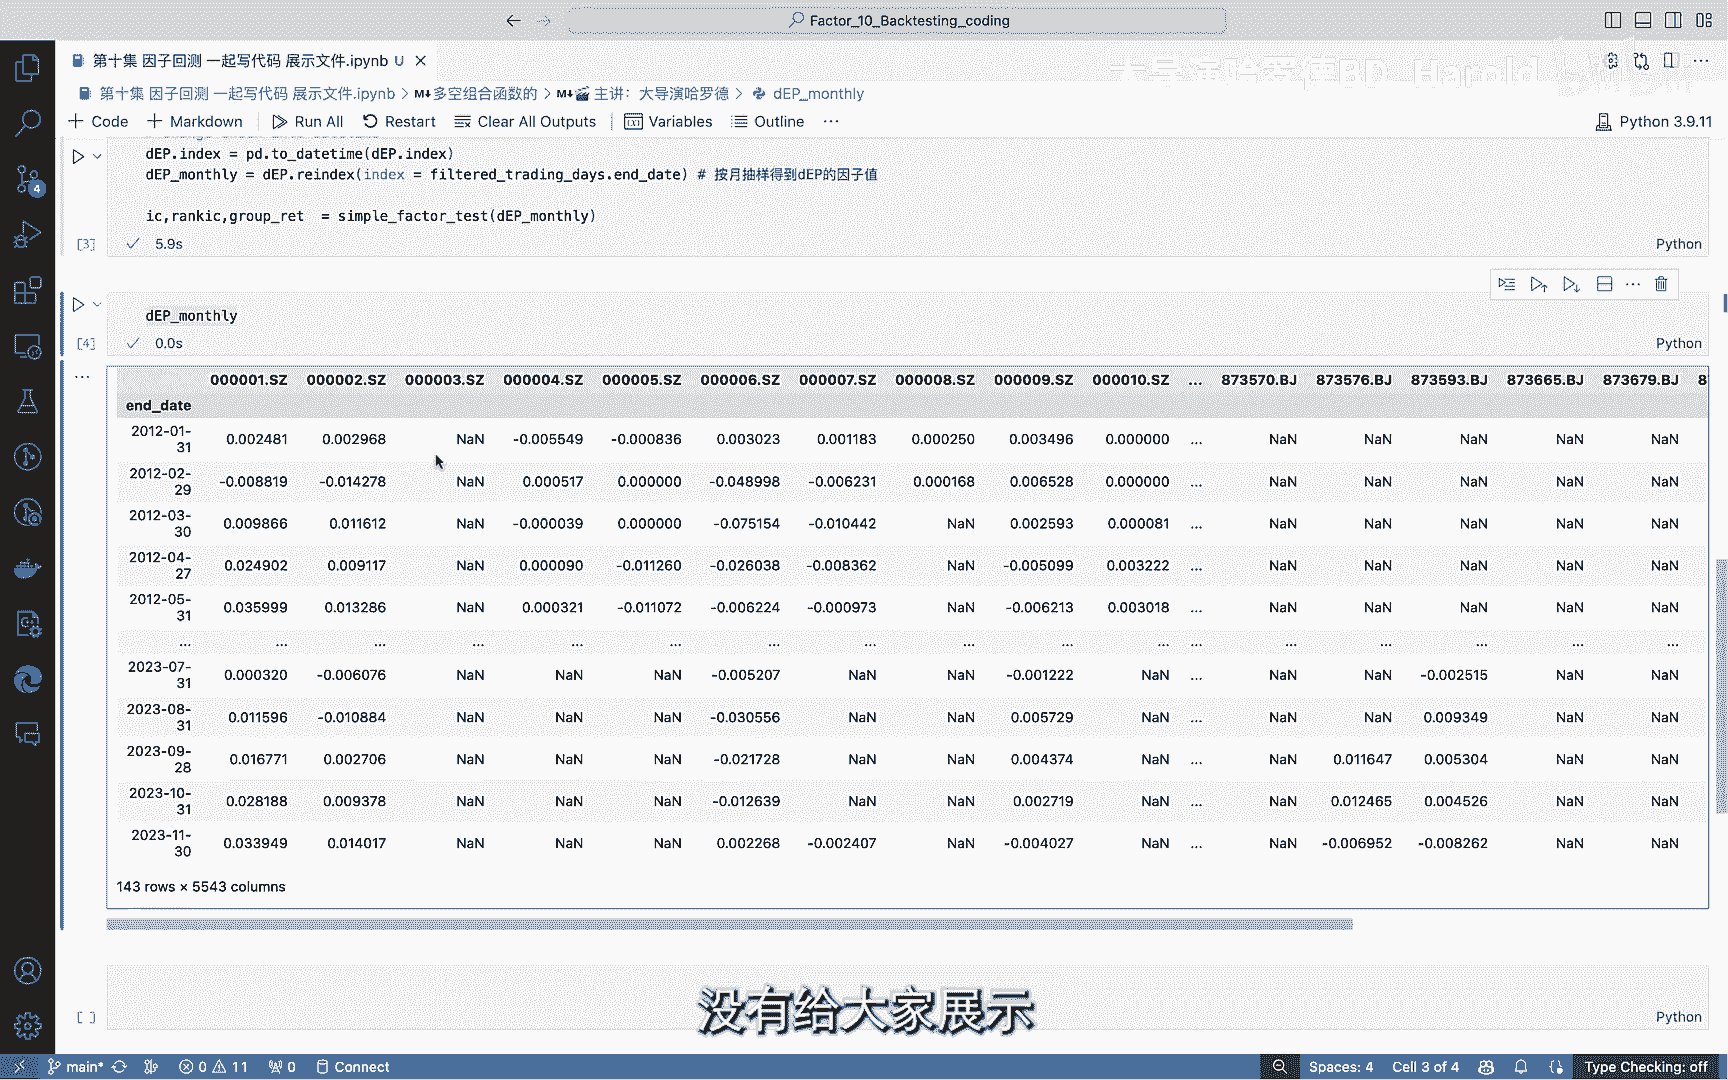 Factor_10_Backtesting_coding
第十集 因子回测 一起写代码 展示文件.ipynb U
大导演哈罗德BD_Harold bilibili
第十集 因子回测 一起写代码 展示文件.ipynb > M↓多空组合函数的 > M↓🎬 主讲：大导演哈罗德 > dEP_monthly
+ Code + Markdown Run All Restart Clear All Outputs Variables Outline ... Python 3.9.11
dEP.index = pd.to_datetime(dEP.index)
dEP_monthly = dEP.reindex(index = filtered_trading_days.end_date) # 按月抽样得到dEP的因子值
ic,rankic,group_ret = simple_factor_test(dEP_monthly)
[3] 5.9s Python
dEP_monthly
[4] 0.0s Python
000001.SZ 000002.SZ 000003.SZ 000004.SZ 000005.SZ 000006.SZ 000007.SZ 000008.SZ 000009.SZ 000010.SZ ... 873570.BJ 873576.BJ 873593.BJ 873665.BJ 873679.BJ 8
end_date
2012-01-31 0.002481 0.002968 NaN -0.005549 -0.000836 0.003023 0.001183 0.000250 0.003496 0.000000 ... NaN NaN NaN NaN NaN
2012-02-29 -0.008819 -0.014278 NaN 0.000517 0.000000 -0.048998 -0.006231 0.000168 0.006528 0.000000 ... NaN NaN NaN NaN NaN
2012-03-30 0.009866 0.011612 NaN -0.000039 0.000000 -0.075154 -0.010442 NaN 0.002593 0.000081 ... NaN NaN NaN NaN NaN
2012-04-27 0.024902 0.009117 NaN 0.000090 -0.011260 -0.026038 -0.008362 NaN -0.005099 0.003222 ... NaN NaN NaN NaN NaN
2012-05-31 0.035999 0.013286 NaN 0.000321 -0.011072 -0.006224 -0.000973 NaN -0.006213 0.003018 ... NaN NaN NaN NaN NaN
... ... ... ... ... ... ... ... ... ... ... ... ... ... ... ... ...
2023-07-31 0.000320 -0.006076 NaN NaN NaN -0.005207 NaN NaN -0.001222 NaN ... NaN NaN -0.002515 NaN NaN
2023-08-31 0.011596 -0.010884 NaN NaN NaN -0.030556 NaN NaN 0.005729 NaN ... NaN NaN 0.009349 NaN NaN
2023-09-28 0.016771 0.002706 NaN NaN NaN -0.021728 NaN NaN 0.004374 NaN ... NaN 0.011647 0.005304 NaN NaN
2023-10-31 0.028188 0.009378 NaN NaN NaN -0.012639 NaN NaN 0.002719 NaN ... NaN 0.012465 0.004526 NaN NaN
2023-11-30 0.033949 0.014017 NaN NaN NaN 0.002268 -0.002407 NaN -0.004027 NaN ... NaN -0.006952 -0.008262 NaN NaN
143 rows × 5543 columns
没有给大家展示
[ ] Python
main* 0 11 0 Connect Spaces: 4 Cell 3 of 4 Type Checking: off
4